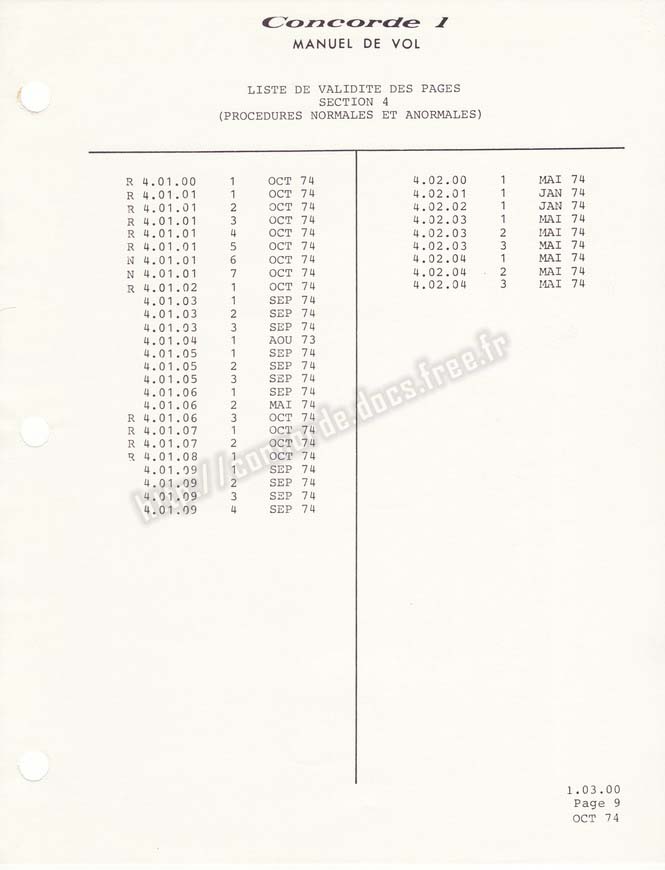 Concorde 1
MANUEL DE VOL
LISTE DE VALIDITE DES PAGES
SECTION 4
(PROCEDURES NORMALES ET ANORMALES)
R 4.01.00 1 OCT 74
R 4.01.01 1 OCT 74
R 4.01.01 2 OCT 74
R 4.01.01 3 OCT 74
R 4.01.01 4 OCT 74
R 4.01.01 5 OCT 74
N 4.01.01 6 OCT 74
N 4.01.01 7 OCT 74
R 4.01.02 1 OCT 74
4.01.03 1 SEP 74
4.01.03 2 SEP 74
4.01.03 3 SEP 74
4.01.04 1 AOU 73
4.01.05 1 SEP 74
4.01.05 2 SEP 74
4.01.05 3 SEP 74
4.01.06 1 SEP 74
4.01.06 2 MAI 74
R 4.01.06 3 OCT 74
R 4.01.07 1 OCT 74
R 4.01.07 2 OCT 74
R 4.01.08 1 OCT 74
4.01.09 1 SEP 74
4.01.09 2 SEP 74
4.01.09 3 SEP 74
4.01.09 4 SEP 74
4.02.00 1 MAI 74
4.02.01 1 JAN 74
4.02.02 1 JAN 74
4.02.03 1 MAI 74
4.02.03 2 MAI 74
4.02.03 3 MAI 74
4.02.04 1 MAI 74
4.02.04 2 MAI 74
4.02.04 3 MAI 74
http://concorde.docs.free.fr
1.03.00
Page 9
OCT 74